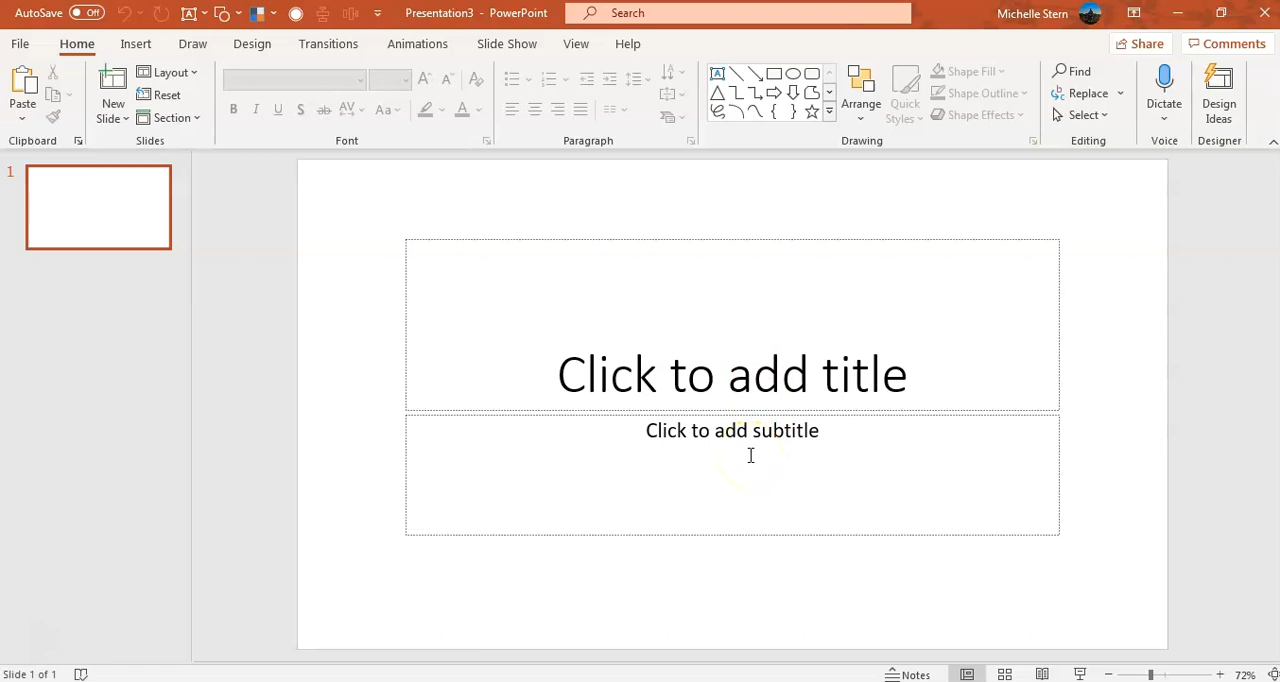 AutoSave Off Presentation3 - PowerPoint Search Michelle Stern
File Home Insert Draw Design Transitions Animations Slide Show View Help Share Comments
Paste
Clipboard
New Slide
Layout
Reset
Section
Slides
Font
Paragraph
Arrange
Quick Styles
Shape Fill
Shape Outline
Shape Effects
Drawing
Find
Replace
Select
Editing
Dictate
Voice
Design Ideas
Designer
1
Click to add title
Click to add subtitle
Slide 1 of 1 Notes 72%